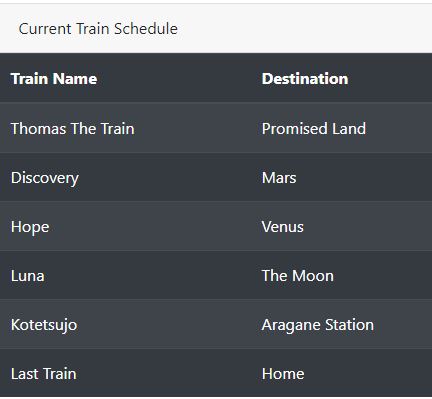 Current Train Schedule
Train Name Destination
Thomas The Train Promised Land
Discovery Mars
Hope Venus
Luna The Moon
Kotetsujo Aragane Station
Last Train Home